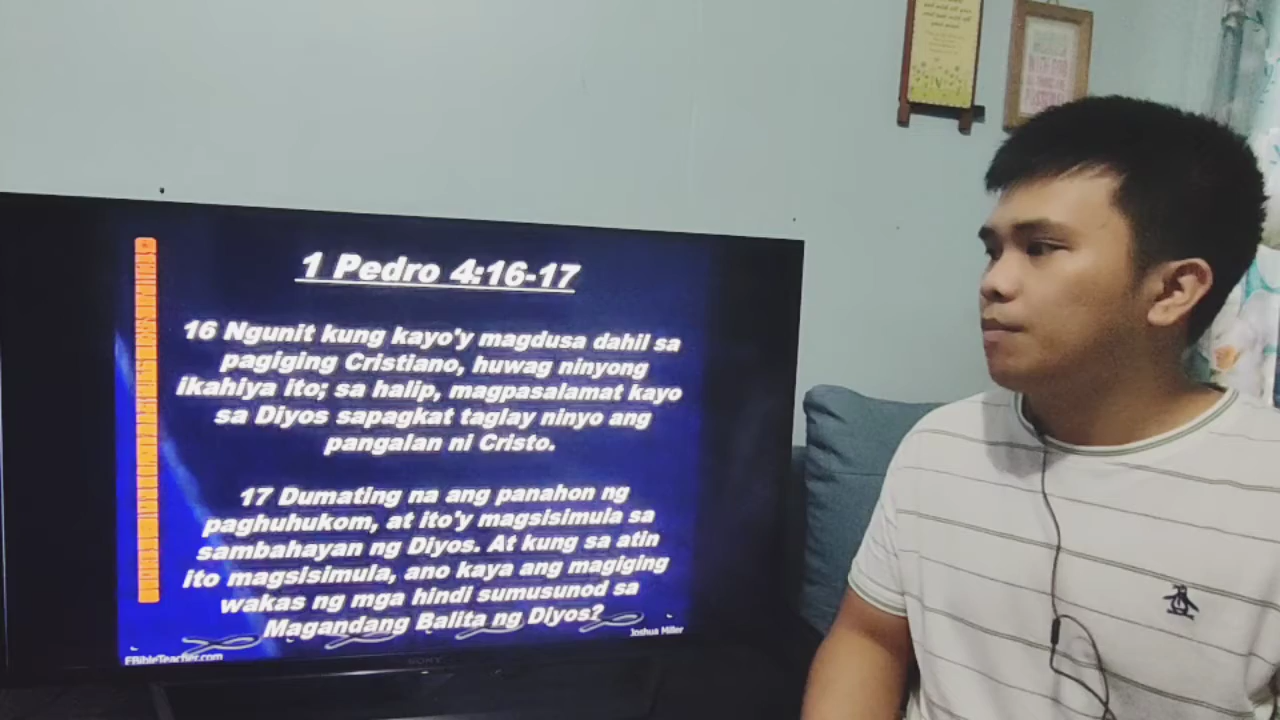 1 Pedro 4:16-17
16 Ngunit kung kayo'y magdusa dahil sa
pagiging Cristiano, huwag ninyong
ikahiya ito; sa halip, magpasalamat kayo
sa Diyos sapagkat taglay ninyo ang
pangalan ni Cristo.
17 Dumating na ang panahon ng
paghuhukom, at ito'y magsisimula sa
sambahayan ng Diyos. At kung sa atin
ito magsisimula, ano kaya ang magiging
wakas ng mga hindi sumusunod sa
Magandang Balita ng Diyos?
EBibleTeacher.com
Joshua Miller
SONY